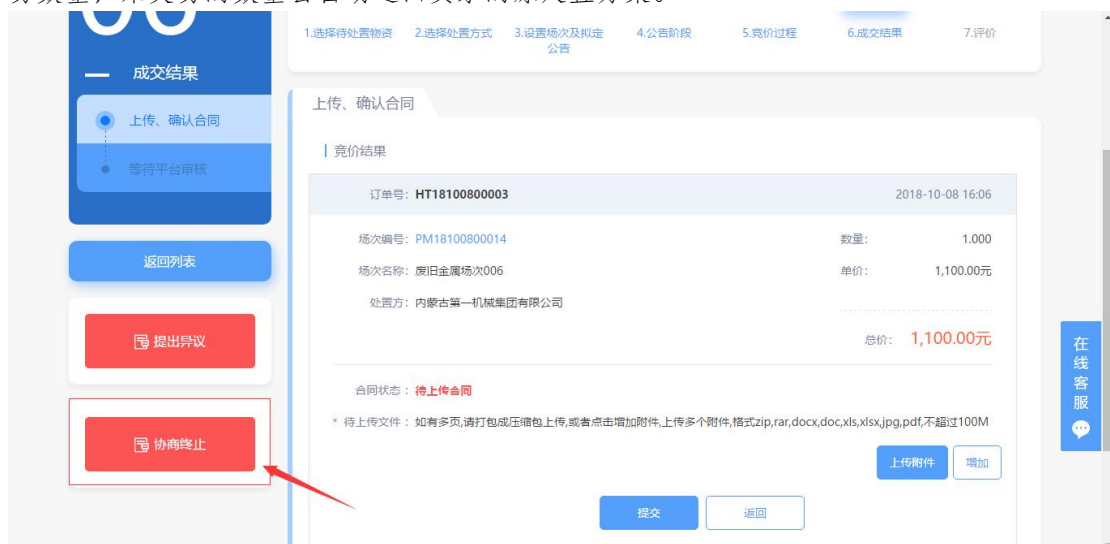 1.选择待处置物资 2.选择处置方式 3.设置场次及拟定公告 4.公告阶段 5.竞价过程 6.成交结果 7.评价
成交结果
上传、确认合同
等待平台审核
返回列表
提出异议
协商终止
上传、确认合同
竞价结果
订单号: HT18100800003 2018-10-08 16:06
场次编号: PM18100800014 数量: 1.000
场次名称: 废旧金属场次006 单价: 1,100.00元
处置方: 内蒙古第一机械集团有限公司
总价: 1,100.00元
合同状态: 待上传合同
* 待上传文件: 如有多页,请打包成压缩包上传,或者点击增加附件,上传多个附件,格式zip,rar,docx,doc,xls,xlsx,jpg,pdf,不超过100M
上传附件 增加
提交 返回
在线客服